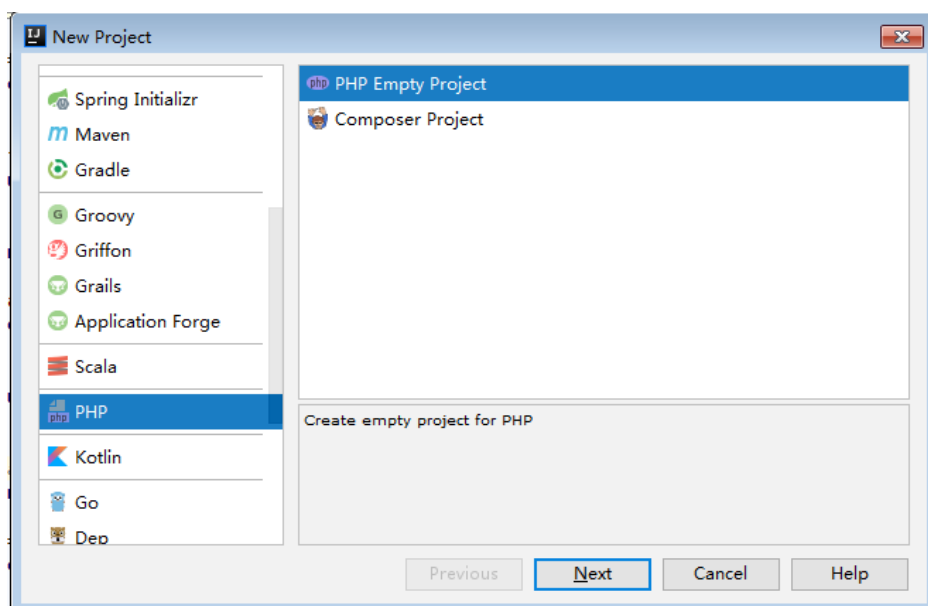 New Project
Spring Initializr
Maven
Gradle
Groovy
Griffon
Grails
Application Forge
Scala
PHP
Kotlin
Go
Dep
PHP Empty Project
Composer Project
Create empty project for PHP
Previous
Next
Cancel
Help